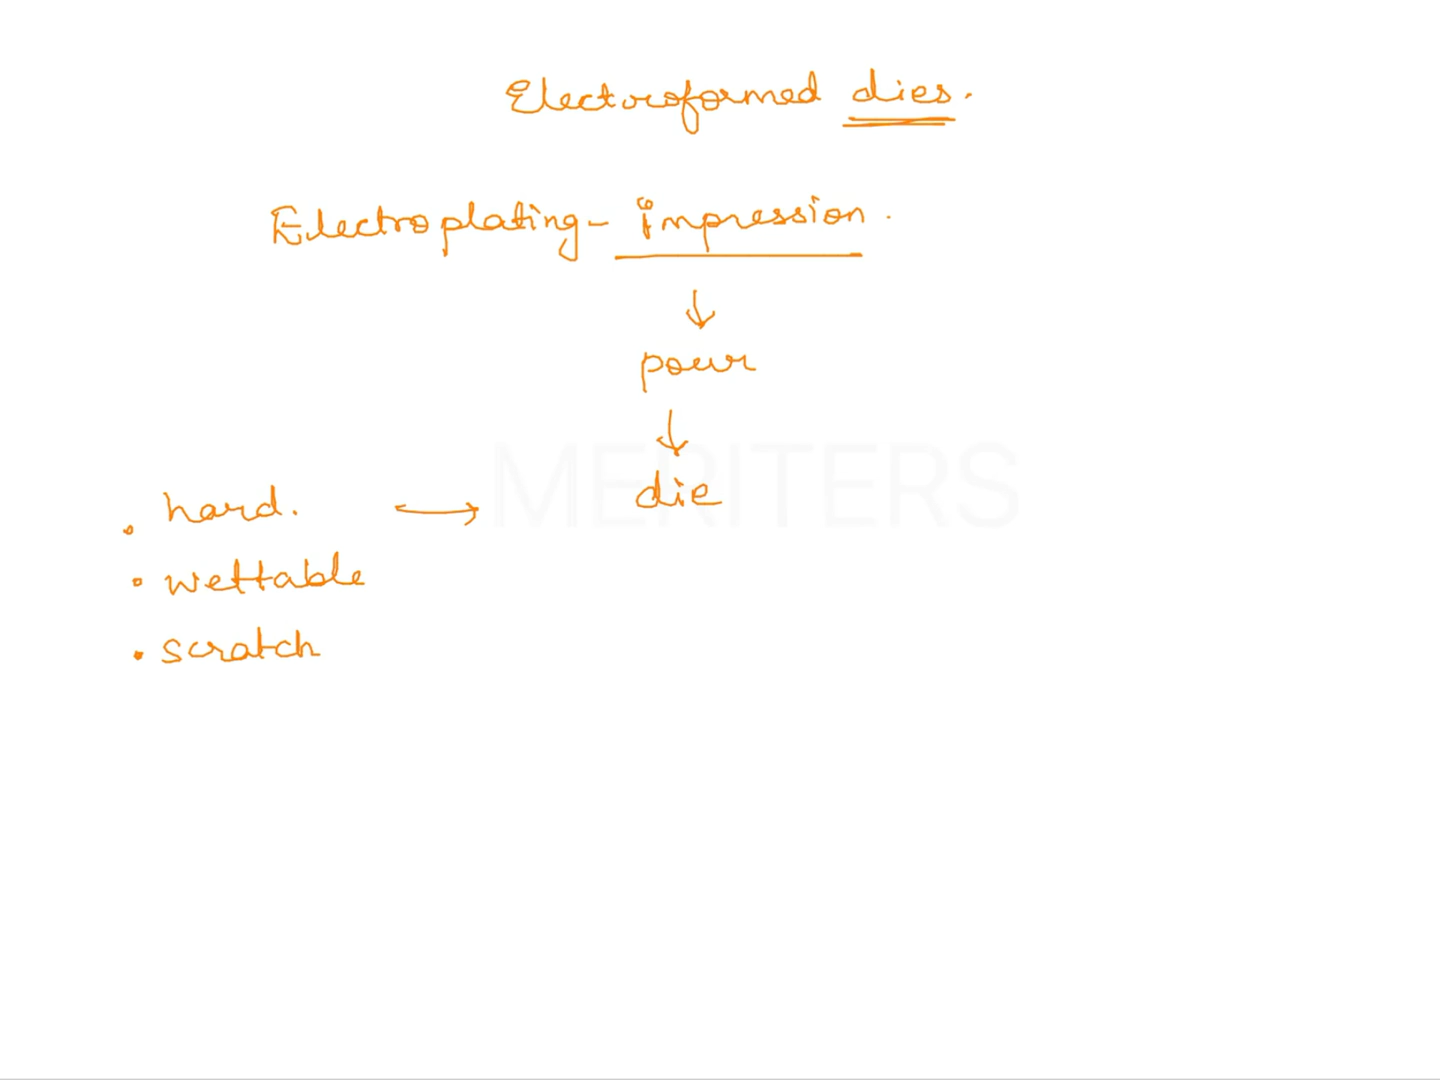 Electroformed dies.
Electroplating - impression.
↓
pour
↓
MERITERS
die
• hard. →
• wettable
• scratch